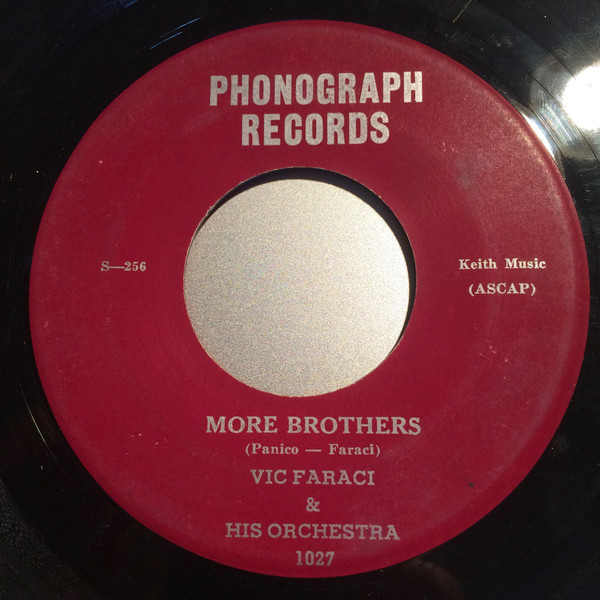 PHONOGRAPH
RECORDS
S—256
Keith Music
(ASCAP)
MORE BROTHERS
(Panico — Faraci)
VIC FARACI
&
HIS ORCHESTRA
1027